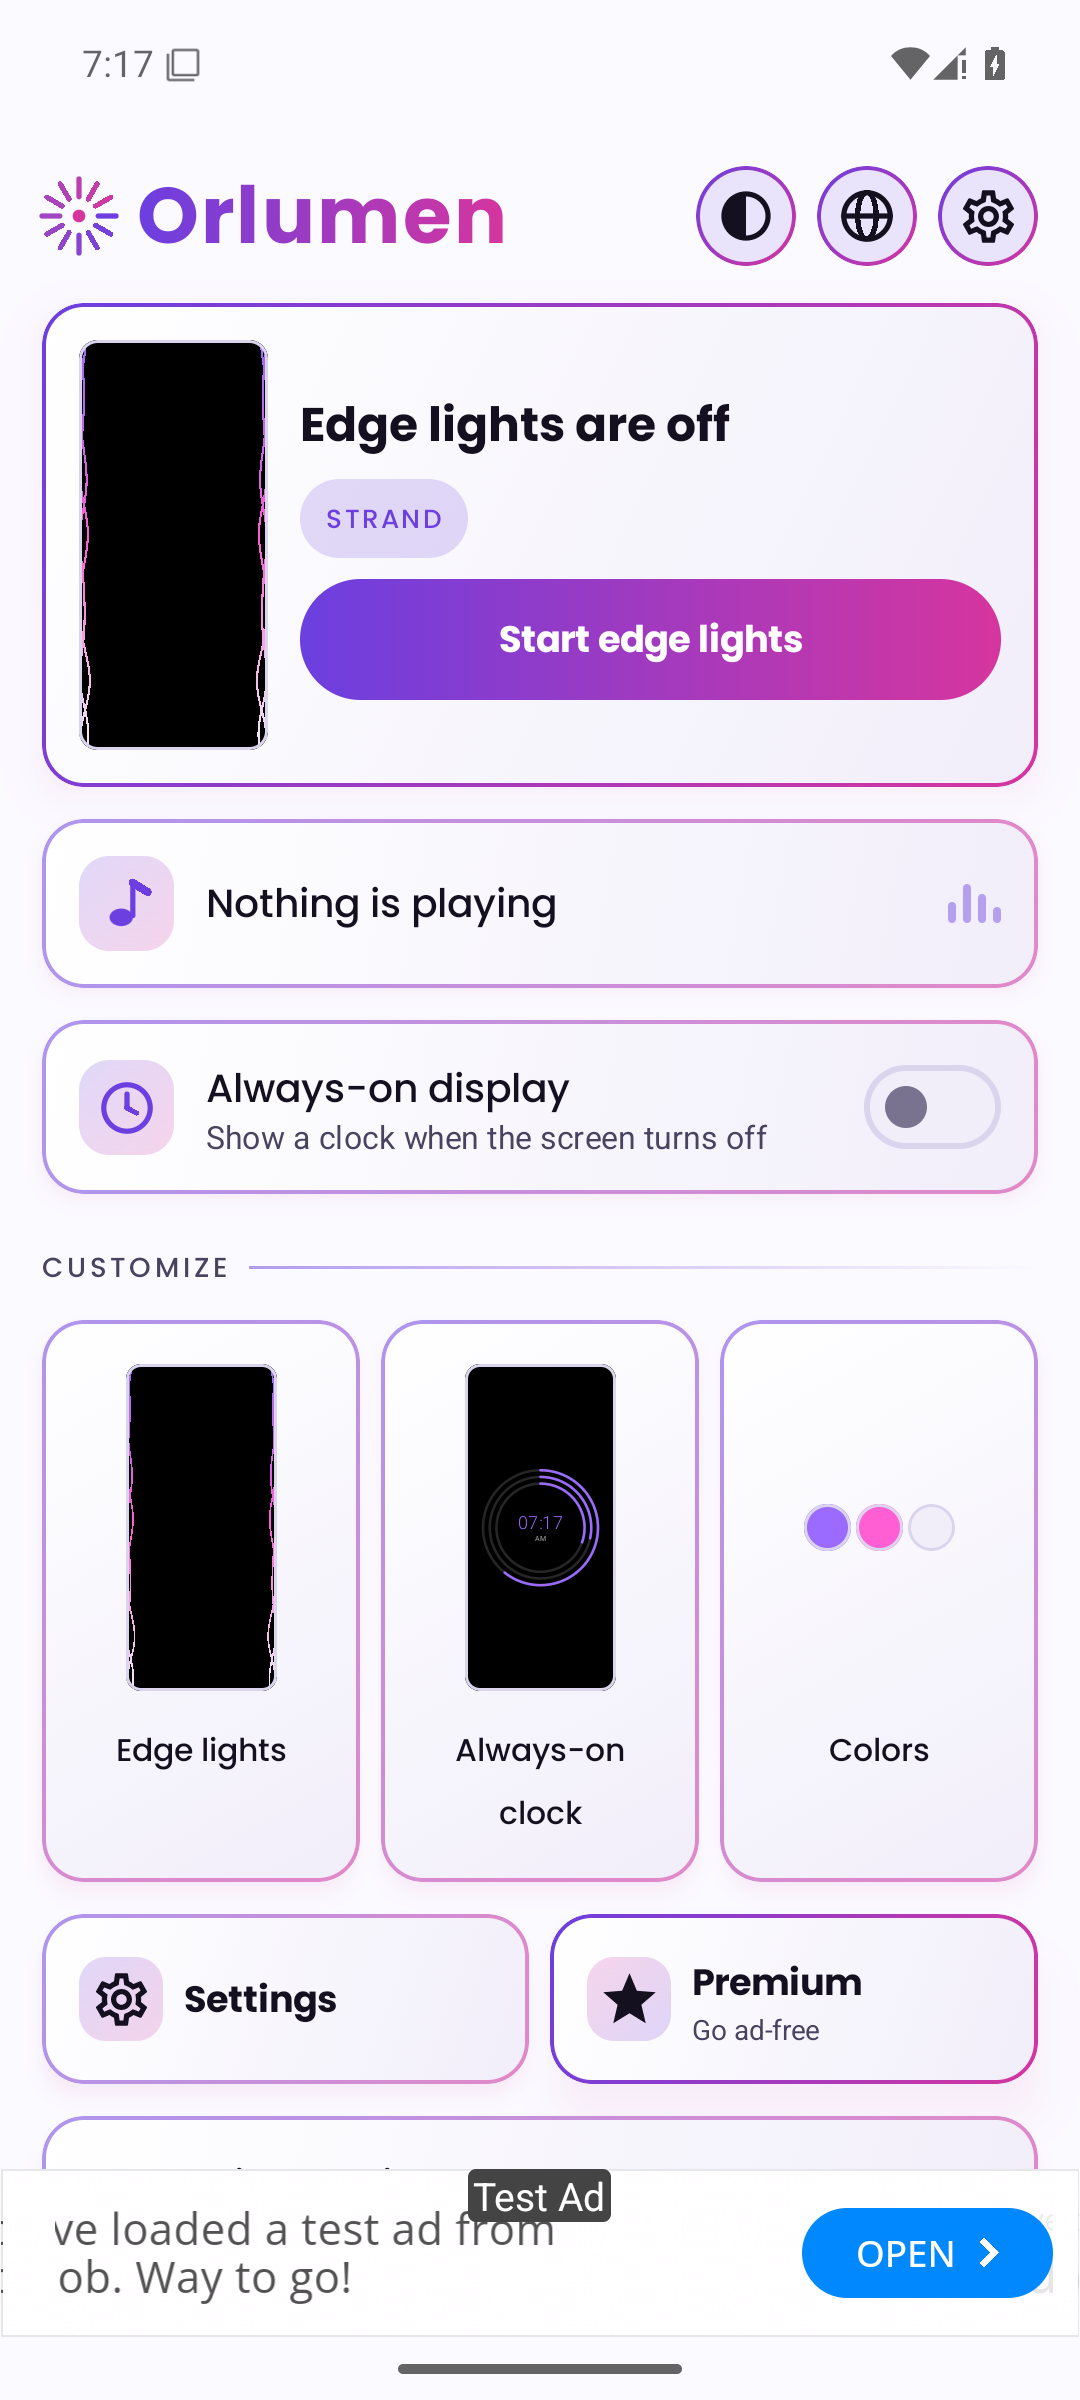 7:17
Orlumen
Edge lights are off
STRAND
Start edge lights
Nothing is playing
Always-on display
Show a clock when the screen turns off
CUSTOMIZE
07:17
AM
Edge lights
Always-on
clock
Colors
Settings
Premium
Go ad-free
Test Ad
ve loaded a test ad from
ob. Way to go!
OPEN